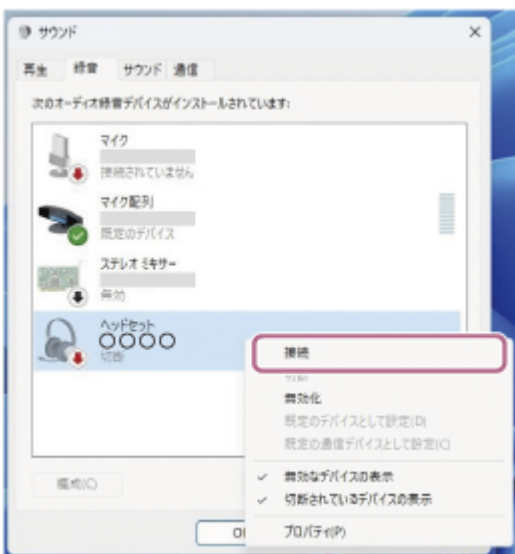 サウンド
再生 録音 サウンド 通信
次のオーディオ録音デバイスがインストールされています:
マイク
接続されていません
マイク配列
既定のデバイス
ステレオ ミキサー
無効
ヘッドセット
○○○○
切断
接続
切断
無効化
既定のデバイスとして設定(D)
既定の通信デバイスとして設定(C)
無効なデバイスの表示
切断されているデバイスの表示
構成(C)
プロパティ(P)